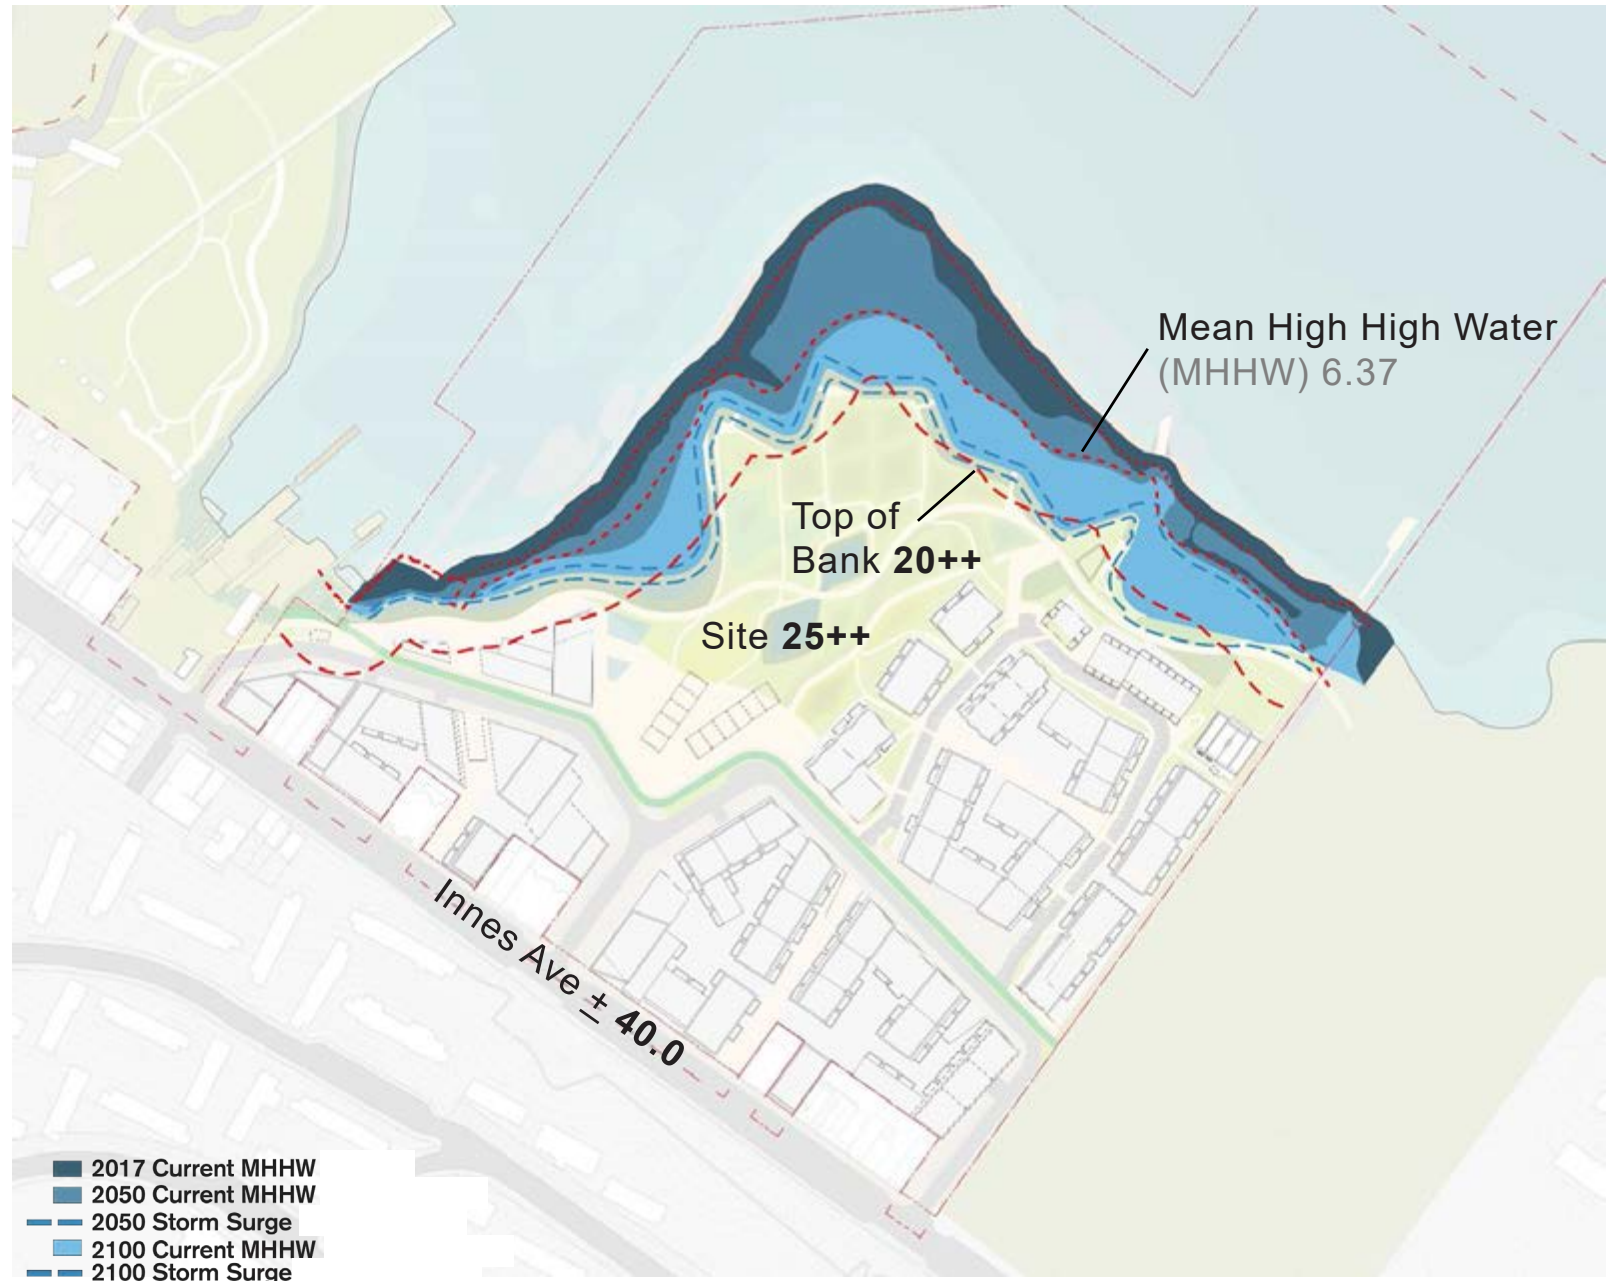 Mean High High Water
(MHHW) 6.37
Top of
Bank 20++
Site 25++
Innes Ave ± 40.0
2017 Current MHHW
2050 Current MHHW
2050 Storm Surge
2100 Current MHHW
2100 Storm Surge